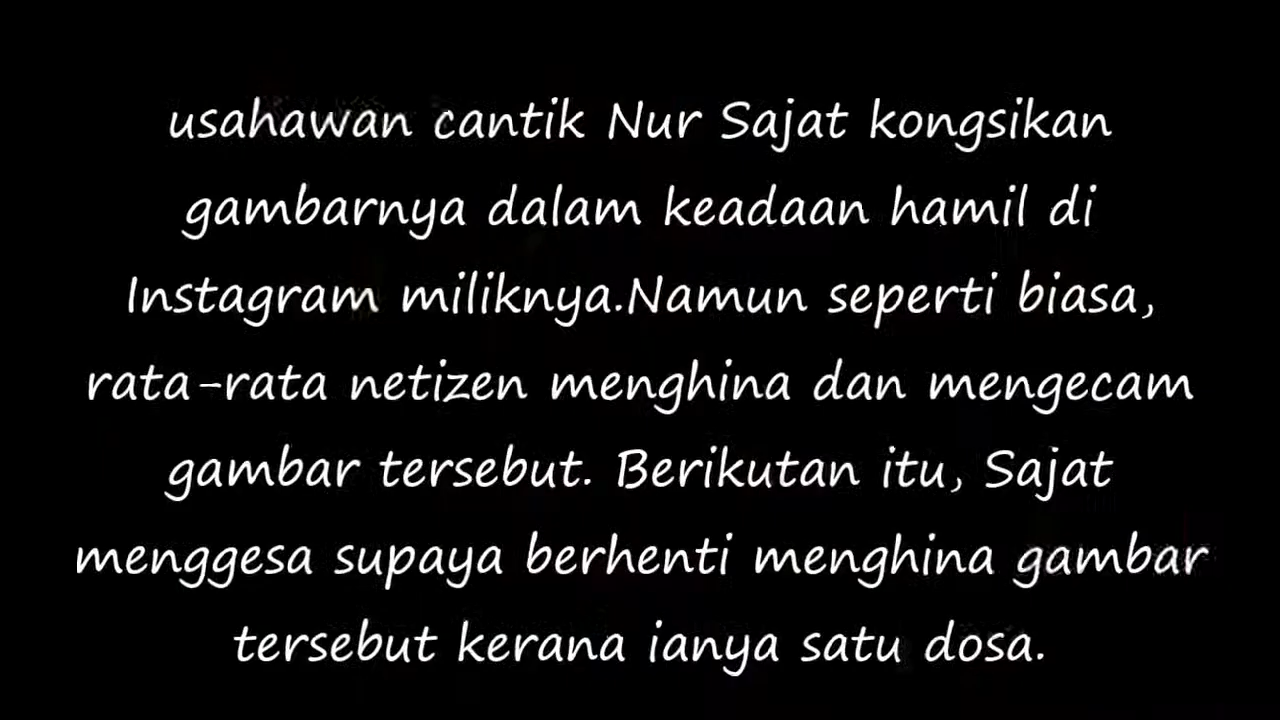 usahawan cantik Nur Sajat kongsikan
gambarnya dalam keadaan hamil di
Instagram miliknya.Namun seperti biasa,
rata-rata netizen menghina dan mengecam
gambar tersebut. Berikutan itu, Sajat
menggesa supaya berhenti menghina gambar
tersebut kerana ianya satu dosa.